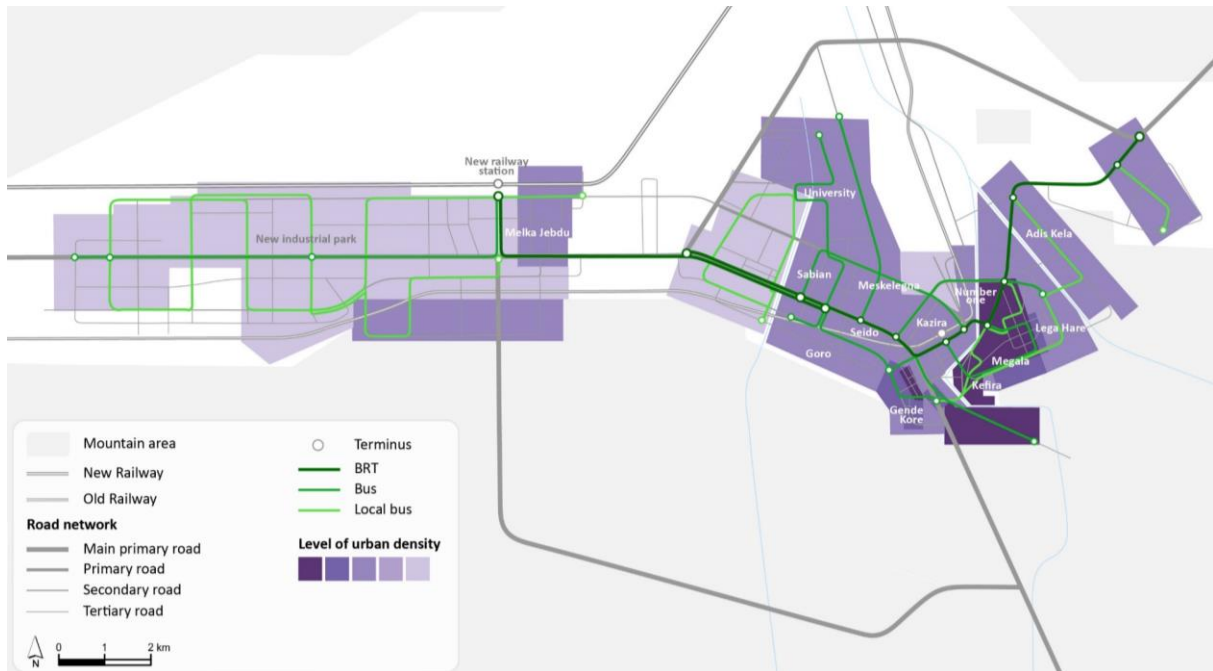 New railway
station
Melka Jebdu
New industrial park
University
Adis Kela
Sabian
Meskelegna
Number
one
Kazira
Lega Hare
Seido
Goro
Megala
Kefira
Gende
Kore
Mountain area
New Railway
Old Railway
Road network
Main primary road
Primary road
Secondary road
Tertiary road
N
0 1 2 km
Terminus
BRT
Bus
Local bus
Level of urban density